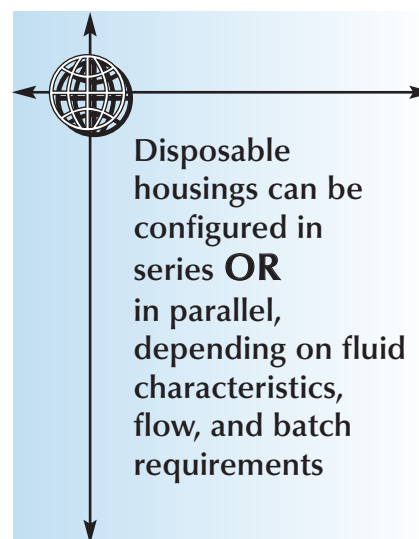 Disposable
housings can be
configured in
series OR
in parallel,
depending on fluid
characteristics,
flow, and batch
requirements